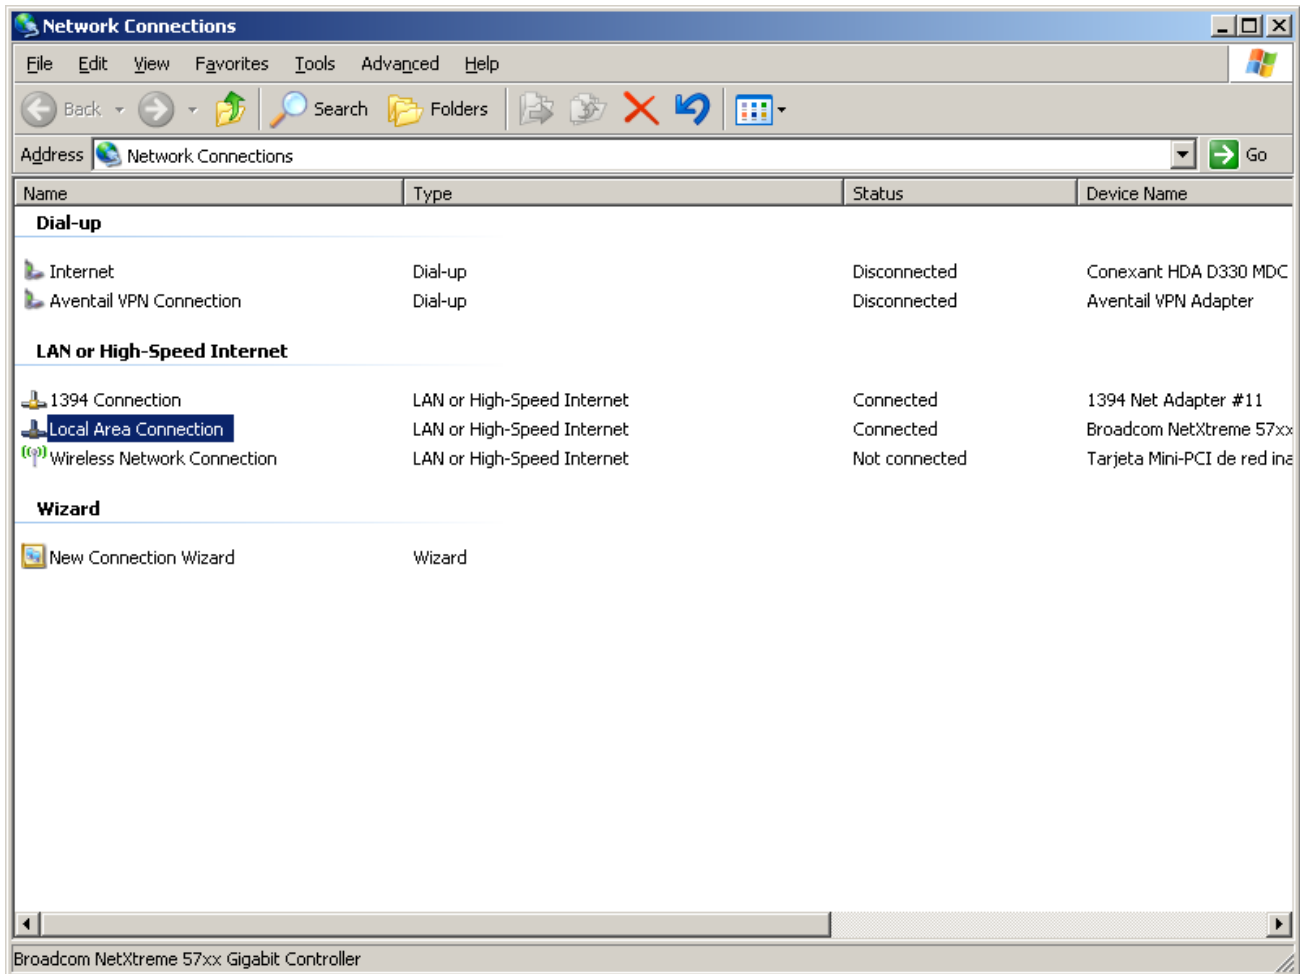 Network Connections
File Edit View Favorites Tools Advanced Help
Back Search Folders
Address Network Connections Go
Name Type Status Device Name
Dial-up
Internet Dial-up Disconnected Conexant HDA D330 MDC
Aventail VPN Connection Dial-up Disconnected Aventail VPN Adapter
LAN or High-Speed Internet
1394 Connection LAN or High-Speed Internet Connected 1394 Net Adapter #11
Local Area Connection LAN or High-Speed Internet Connected Broadcom NetXtreme 57xx
Wireless Network Connection LAN or High-Speed Internet Not connected Tarjeta Mini-PCI de red ina
Wizard
New Connection Wizard Wizard
Broadcom NetXtreme 57xx Gigabit Controller